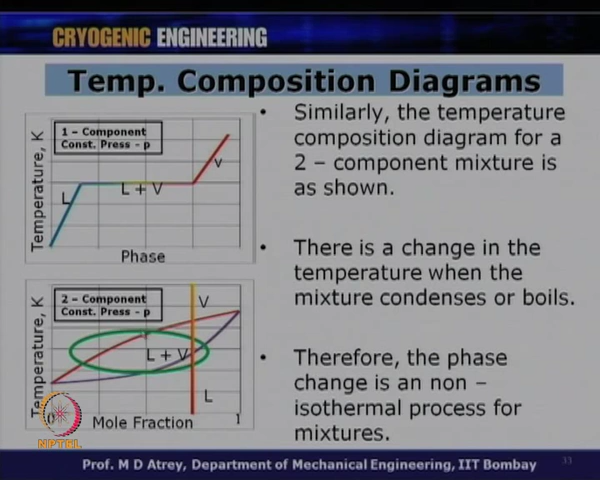 CRYOGENIC ENGINEERING
Temp. Composition Diagrams
1 – Component
Const. Press - p
Temperature, K
L
L + V
V
Phase
2 – Component
Const. Press - p
Temperature, K
V
L + V
L
0
Mole Fraction
1
• Similarly, the temperature
composition diagram for a
2 – component mixture is
as shown.
• There is a change in the
temperature when the
mixture condenses or boils.
• Therefore, the phase
change is an non –
isothermal process for
mixtures.
NPTEL
Prof. M D Atrey, Department of Mechanical Engineering, IIT Bombay
33